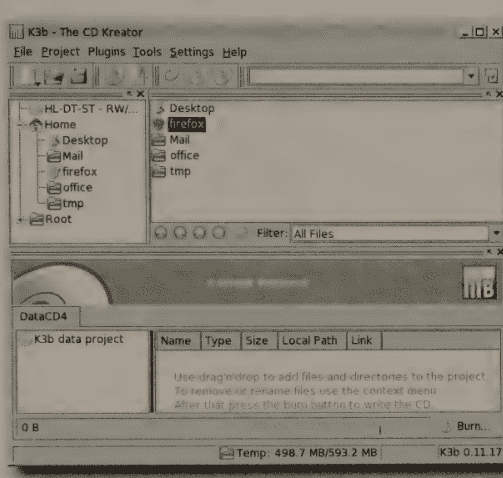 K3b - The CD Kreator
File Project Plugins Tools Settings Help
HL-DT-ST - RW/...
Home
Desktop
Mail
firefox
office
tmp
Root
Desktop
firefox
Mail
office
tmp
Filter: All Files
DataCD4
K3b data project
Name Type Size Local Path Link
Use drag'n'drop to add files and directories to the project.
To remove or rename files use the context menu.
After that press the burn button to write the CD.
0 B
Burn...
Temp: 498.7 MB/593.2 MB
K3b 0.11.17